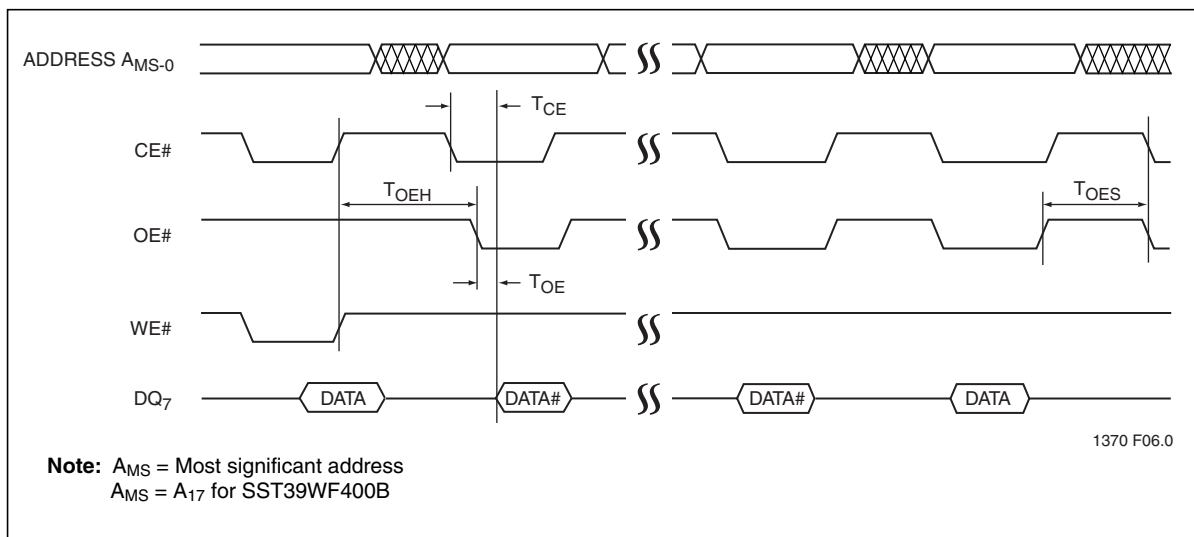 ADDRESS AMS-0
TCE
CE#
TOEH
TOES
OE#
TOE
WE#
DQ7
DATA
DATA#
DATA#
DATA
1370 F06.0
Note: AMS = Most significant address
AMS = A17 for SST39WF400B